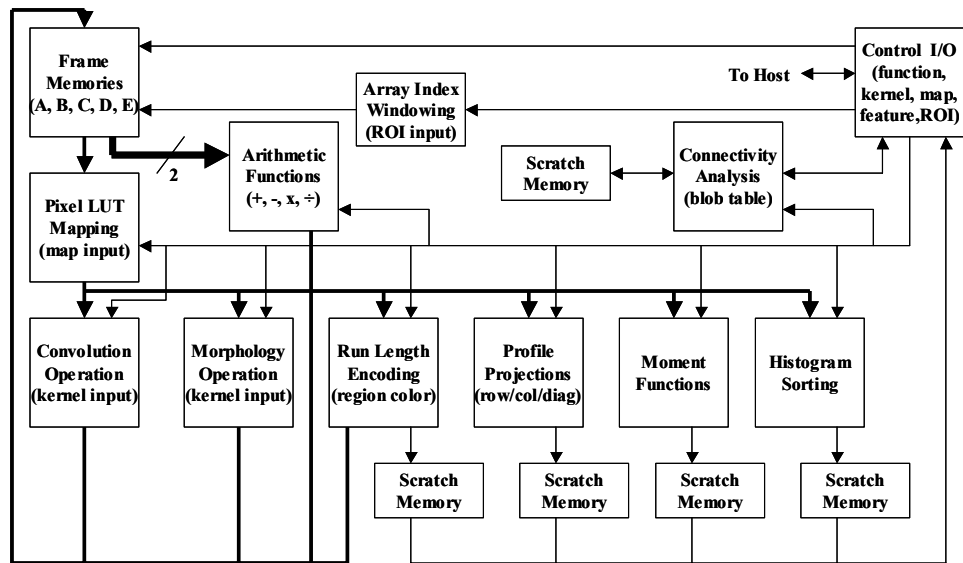 Frame
Memories
(A, B, C, D, E)
Control I/O
(function,
kernel, map,
feature,ROI)
To Host
Array Index
Windowing
(ROI input)
2
Arithmetic
Functions
(+, -, x, ÷)
Scratch
Memory
Connectivity
Analysis
(blob table)
Pixel LUT
Mapping
(map input)
Convolution
Operation
(kernel input)
Morphology
Operation
(kernel input)
Run Length
Encoding
(region color)
Profile
Projections
(row/col/diag)
Moment
Functions
Histogram
Sorting
Scratch
Memory
Scratch
Memory
Scratch
Memory
Scratch
Memory